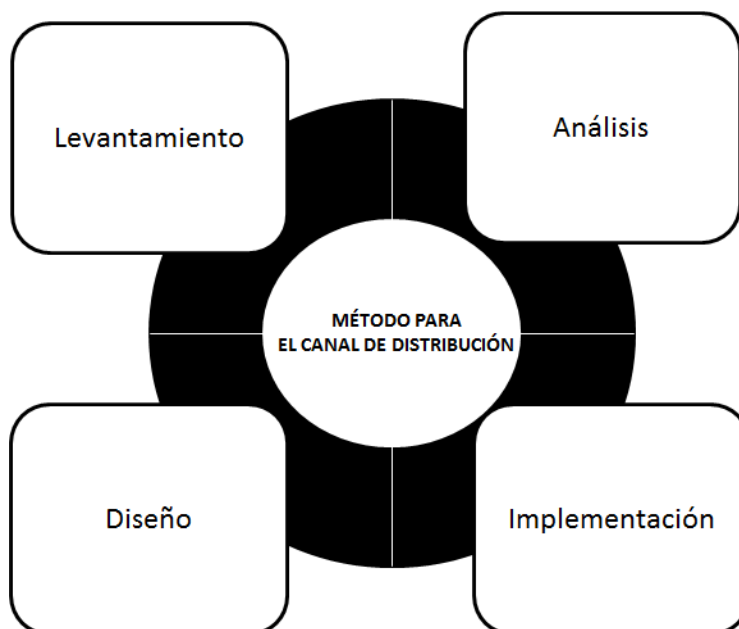 Levantamiento
Análisis
MÉTODO PARA
EL CANAL DE DISTRIBUCIÓN
Diseño
Implementación